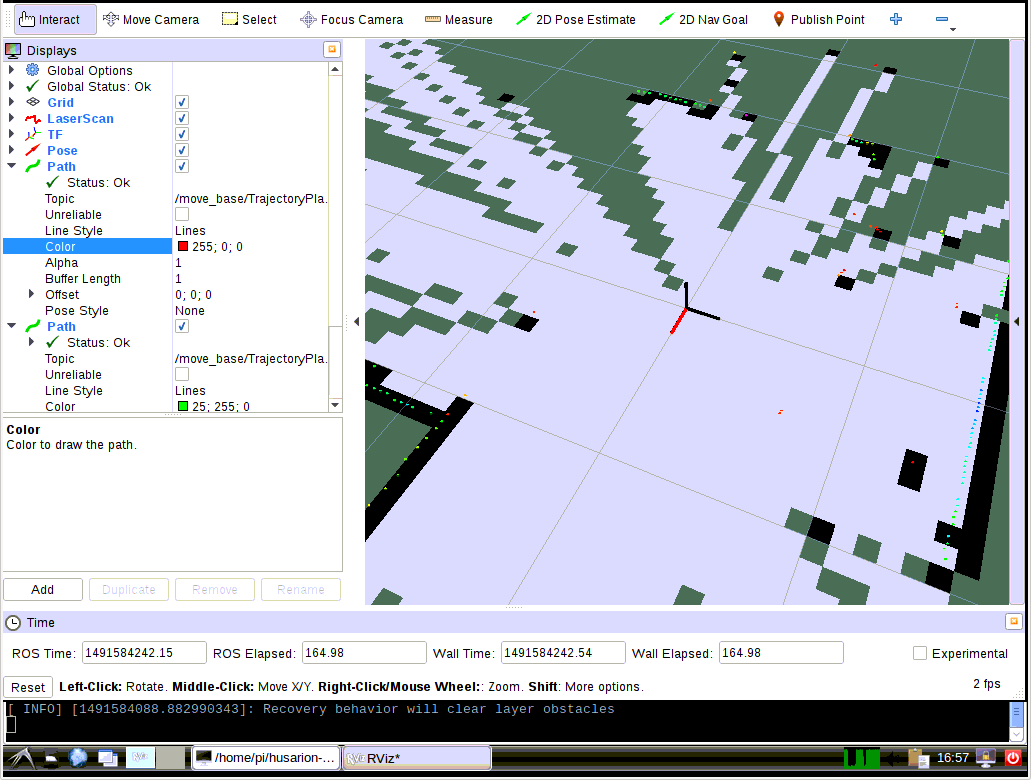 Interact Move Camera Select Focus Camera Measure 2D Pose Estimate 2D Nav Goal Publish Point
Displays
Global Options
Global Status: Ok
Grid
LaserScan
TF
Pose
Path
Status: Ok
Topic /move_base/TrajectoryPla.
Unreliable
Line Style Lines
Color 255; 0; 0
Alpha 1
Buffer Length 1
Offset 0; 0; 0
Pose Style None
Path
Status: Ok
Topic /move_base/TrajectoryPla.
Unreliable
Line Style Lines
Color 25; 255; 0
Color
Color to draw the path.
Add Duplicate Remove Rename
Time
ROS Time: 1491584242.15 ROS Elapsed: 164.98 Wall Time: 1491584242.54 Wall Elapsed: 164.98 Experimental
Reset Left-Click: Rotate. Middle-Click: Move X/Y. Right-Click/Mouse Wheel:: Zoom. Shift: More options. 2 fps
[ INFO] [1491584088.882990343]: Recovery behavior will clear layer obstacles
/home/pi/husarion-... RViz* 16:57